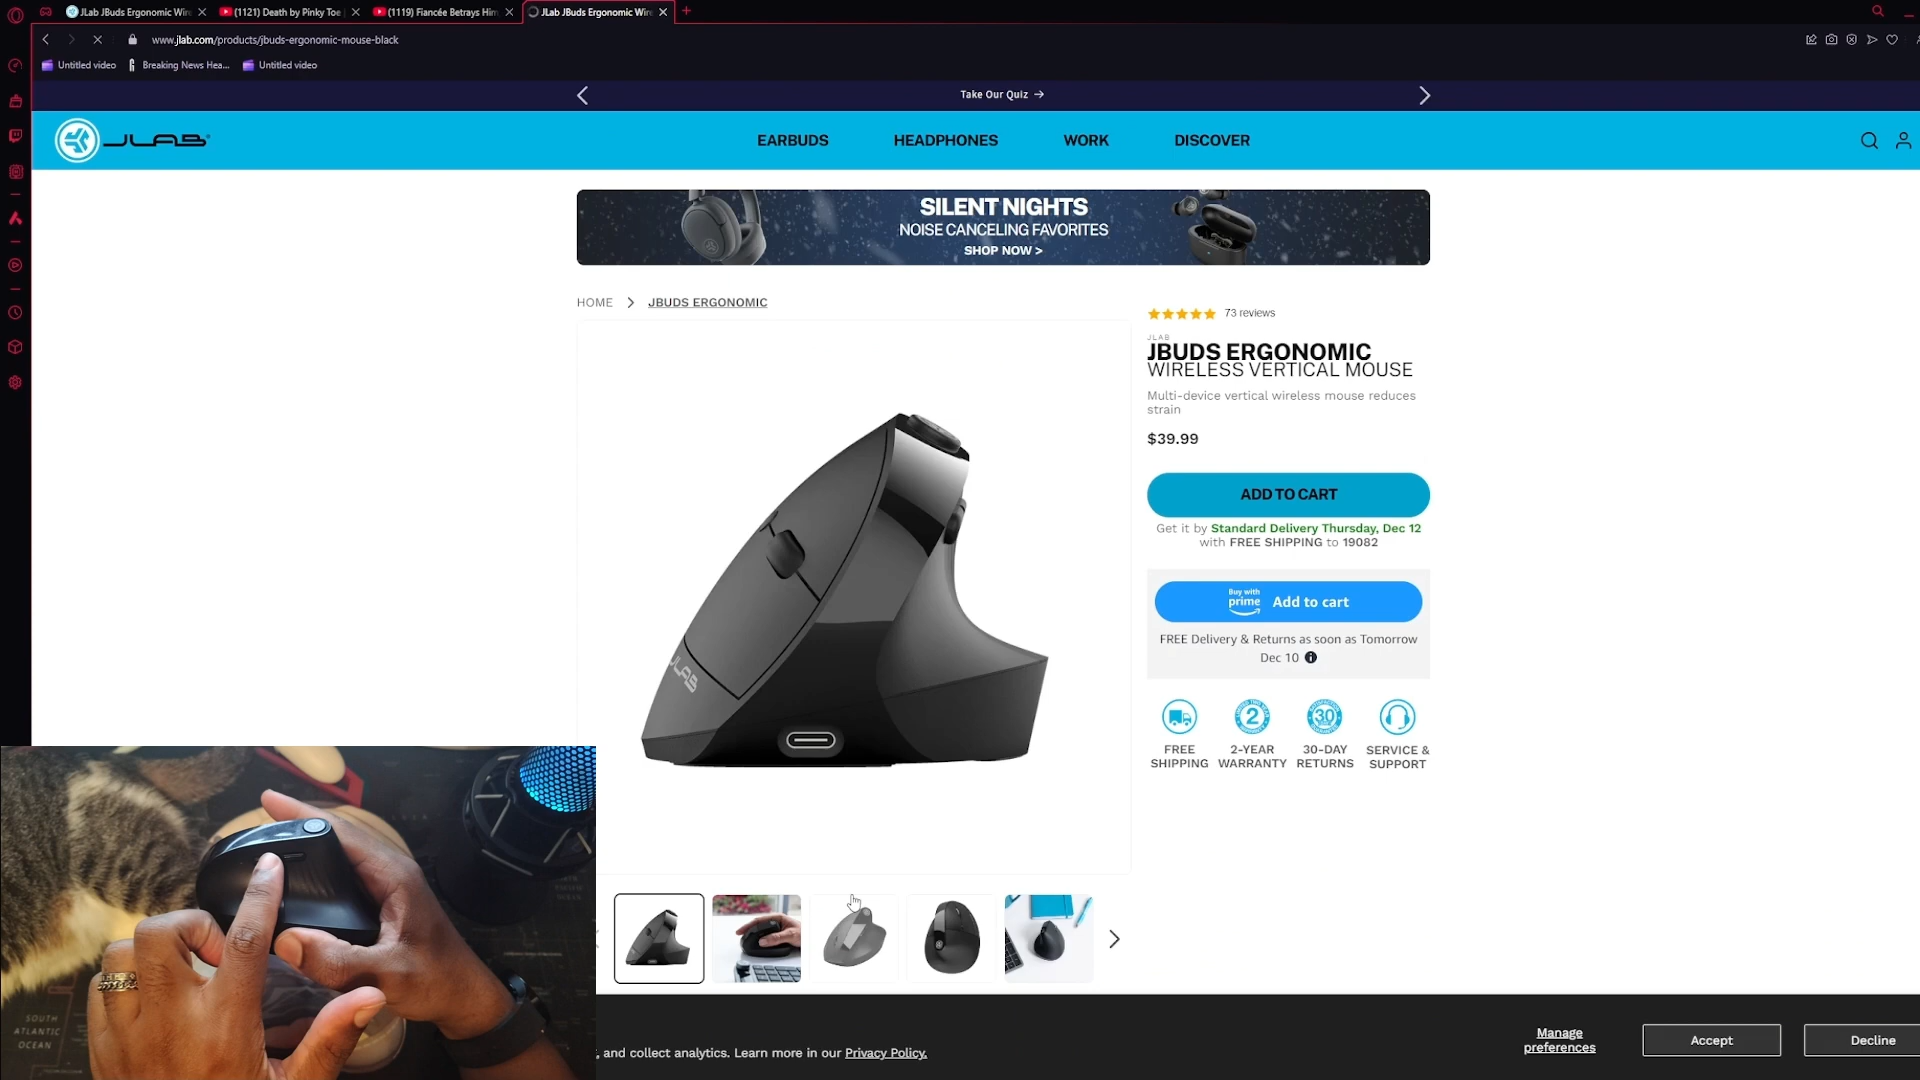 JLab JBuds Ergonomic Wire
(1121) Death by Pinky Toe |
(1119) Fiancée Betrays Him
JLab JBuds Ergonomic Wire
www.jlab.com/products/jbuds-ergonomic-mouse-black
Untitled video
Breaking News Hea...
Untitled video
Take Our Quiz →
JLAB
EARBUDS
HEADPHONES
WORK
DISCOVER
SILENT NIGHTS
NOISE CANCELING FAVORITES
SHOP NOW >
HOME > JBUDS ERGONOMIC
73 reviews
JLAB
JBUDS ERGONOMIC
WIRELESS VERTICAL MOUSE
Multi-device vertical wireless mouse reduces
strain
$39.99
ADD TO CART
Get it by Standard Delivery Thursday, Dec 12
with FREE SHIPPING to 19082
Buy with
prime
Add to cart
FREE Delivery & Returns as soon as Tomorrow
Dec 10
JLAB
2
30
FREE
SHIPPING
2-YEAR
WARRANTY
30-DAY
RETURNS
SERVICE &
SUPPORT
SOUTH
ATLANTIC
OCEAN
, and collect analytics. Learn more in our Privacy Policy.
Manage
preferences
Accept
Decline